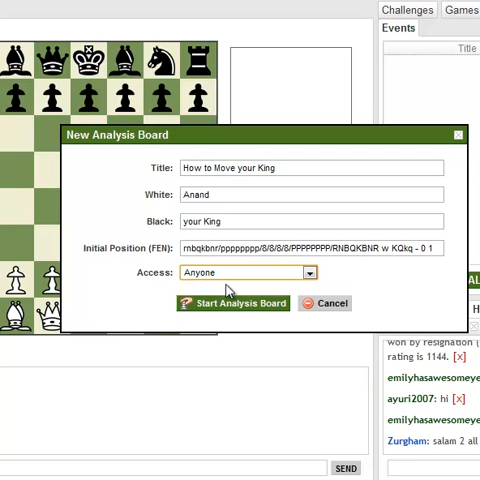 Challenges
Games
Events
Title
New Analysis Board
Title: How to Move your King
White: Anand
Black: your King
Initial Position (FEN): rnbqkbnr/pppppppp/8/8/8/8/PPPPPPPP/RNBQKBNR w KQkq - 0 1
Access: Anyone
Start Analysis Board
Cancel
won by resignation (
rating is 1144. [x]
emilyhasawesomeye
ayuri2007: hi [x]
emilyhasawesomeye
Zurgham: salam 2 all
SEND